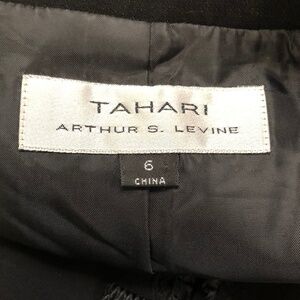 TAHARI
ARTHUR S. LEVINE
6
CHINA